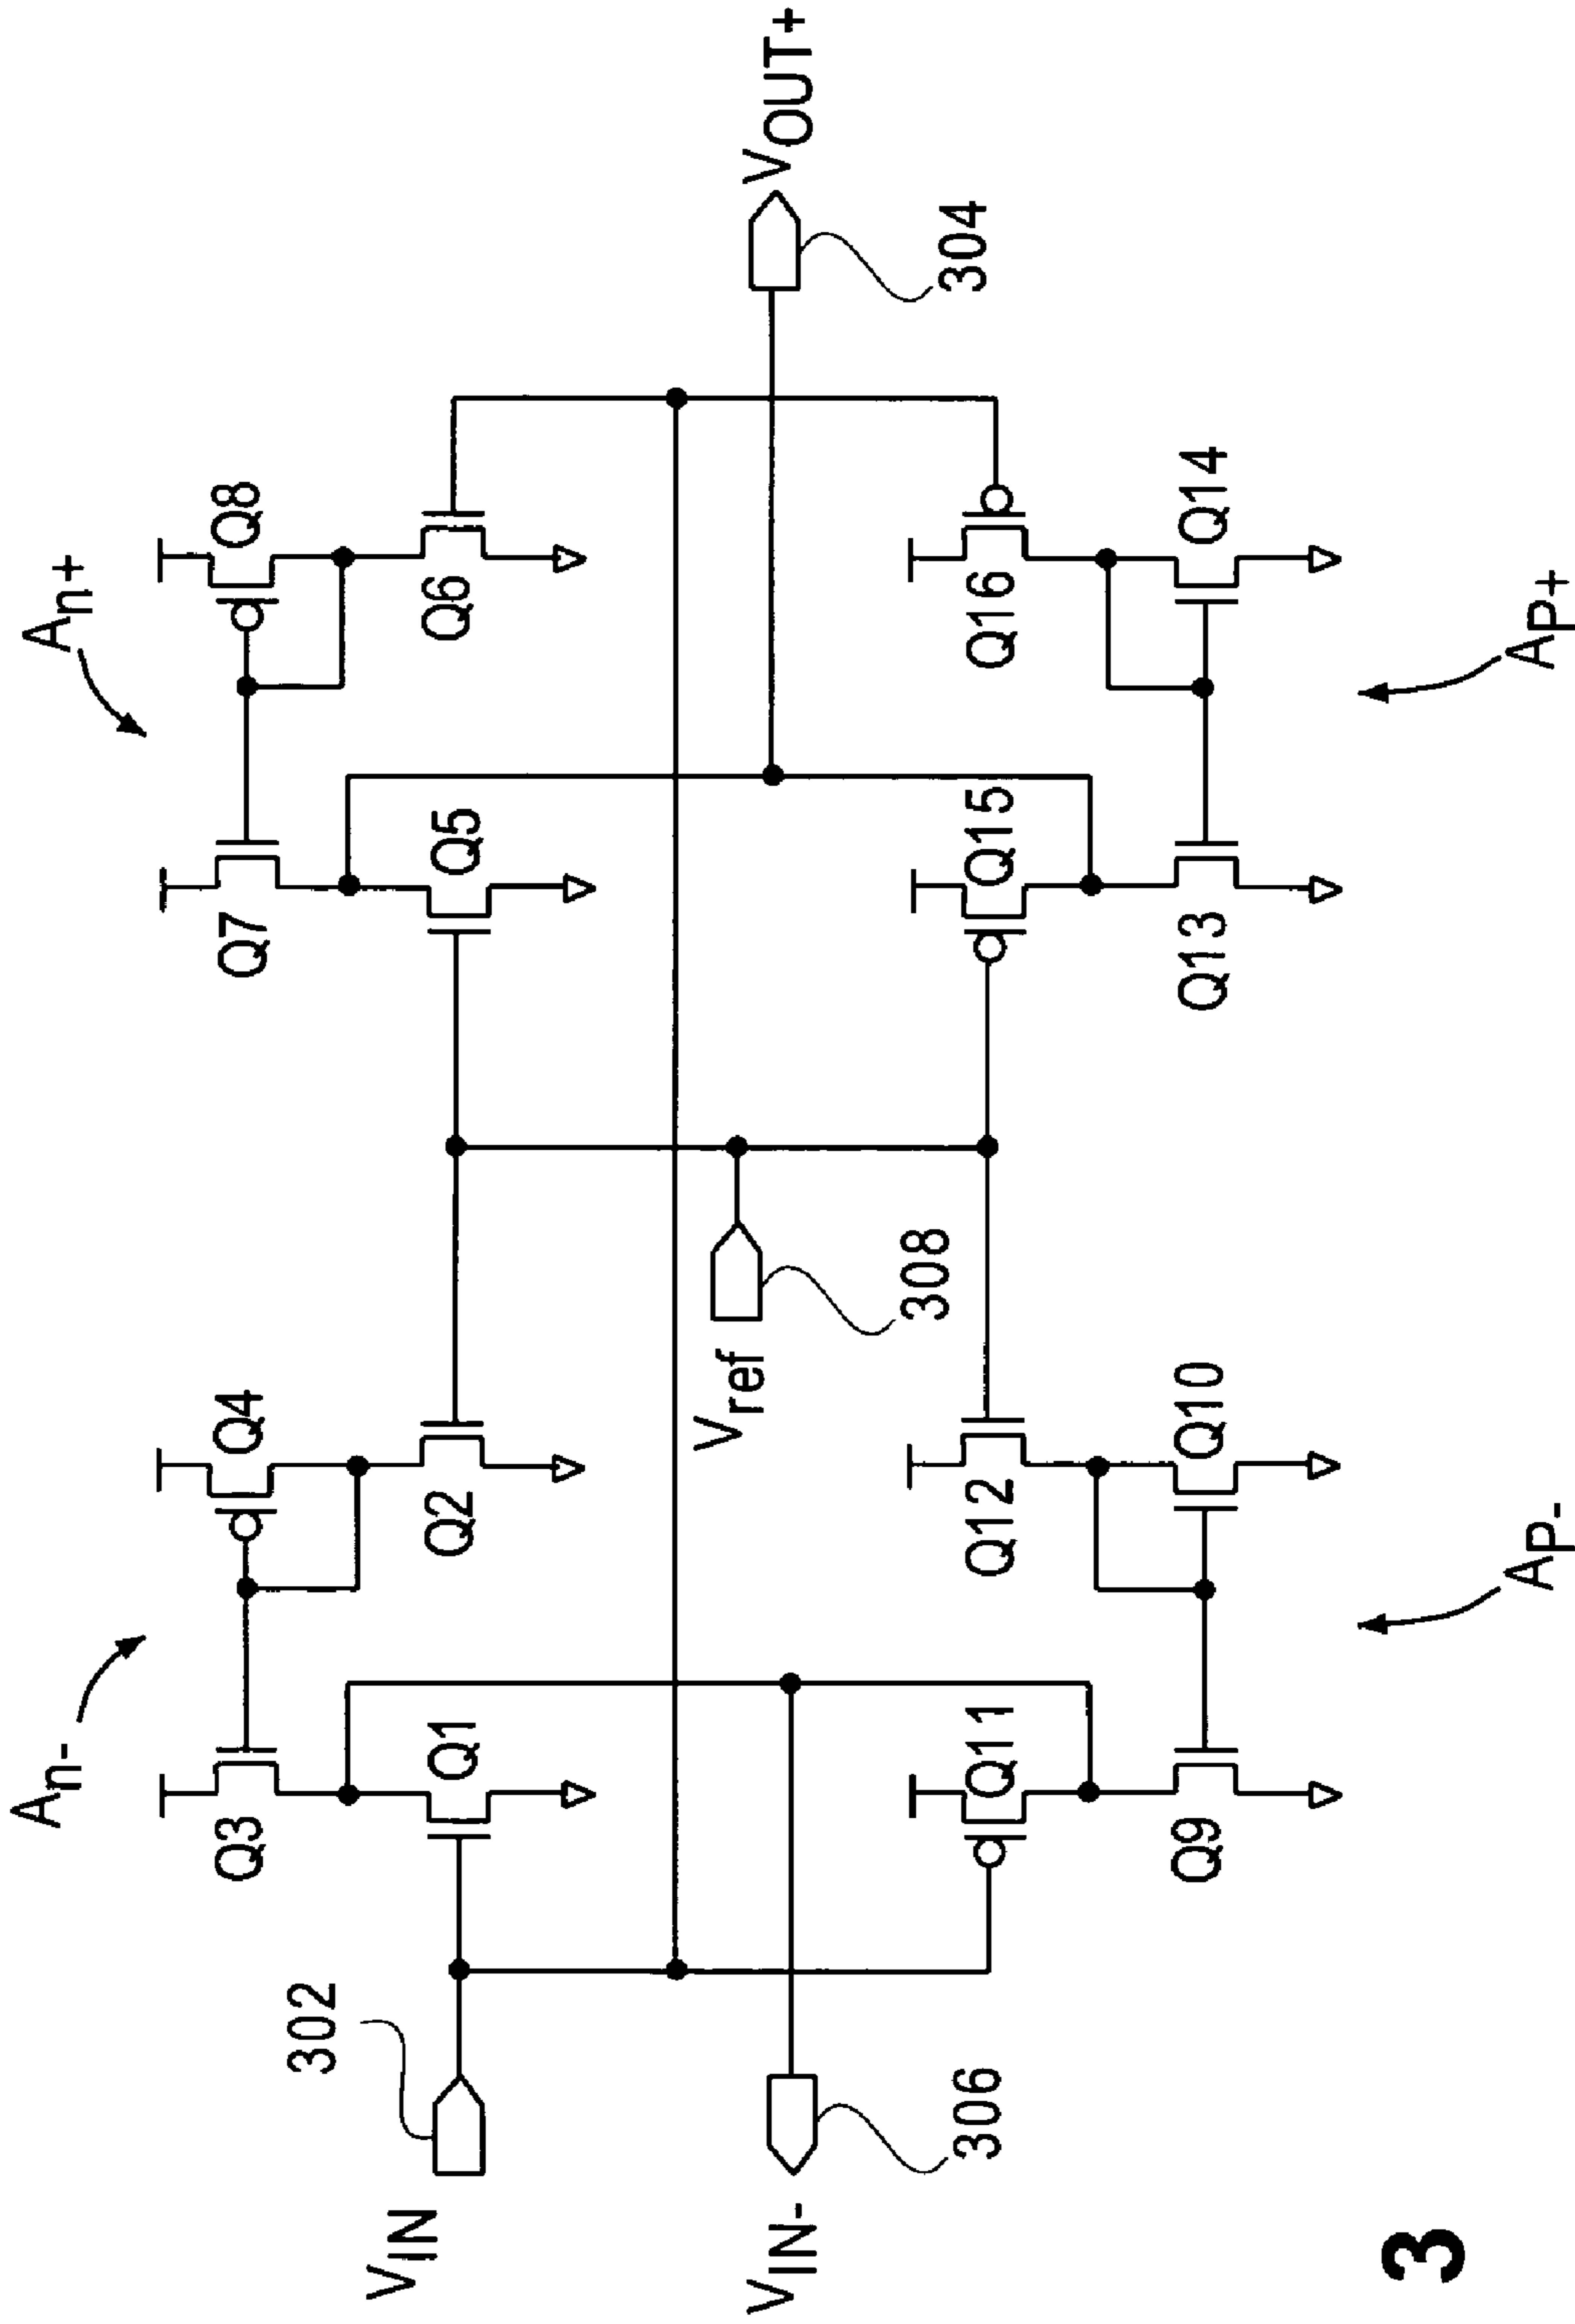 An-
An+
Q3
Q4
Q7
Q8
302
VIN
Q1
Q2
Q5
Q6
Vref
308
VOUT+
304
VIN-
306
Q11
Q12
Q15
Q16
Q9
Q10
Q13
Q14
AP-
AP+
3